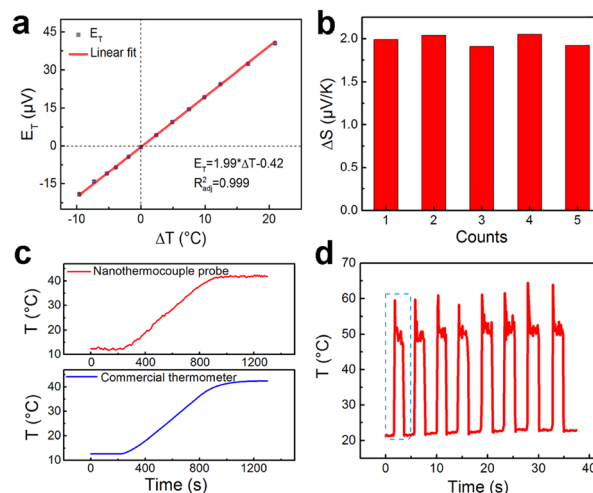 a
E_T
Linear fit
45
30
15
0
-15
E_T (µV)
E_T=1.99*ΔT-0.42
R²_adj=0.999
-10
0
10
20
ΔT (°C)
b
2.0
1.5
1.0
0.5
0.0
ΔS (µV/K)
1
2
3
4
5
Counts
c
Nanothermocouple probe
40
30
20
10
T (°C)
0
400
800
1200
Commercial thermometer
40
30
20
10
T (°C)
0
400
800
1200
Time (s)
d
70
60
50
40
30
20
T (°C)
0
10
20
30
40
Time (s)